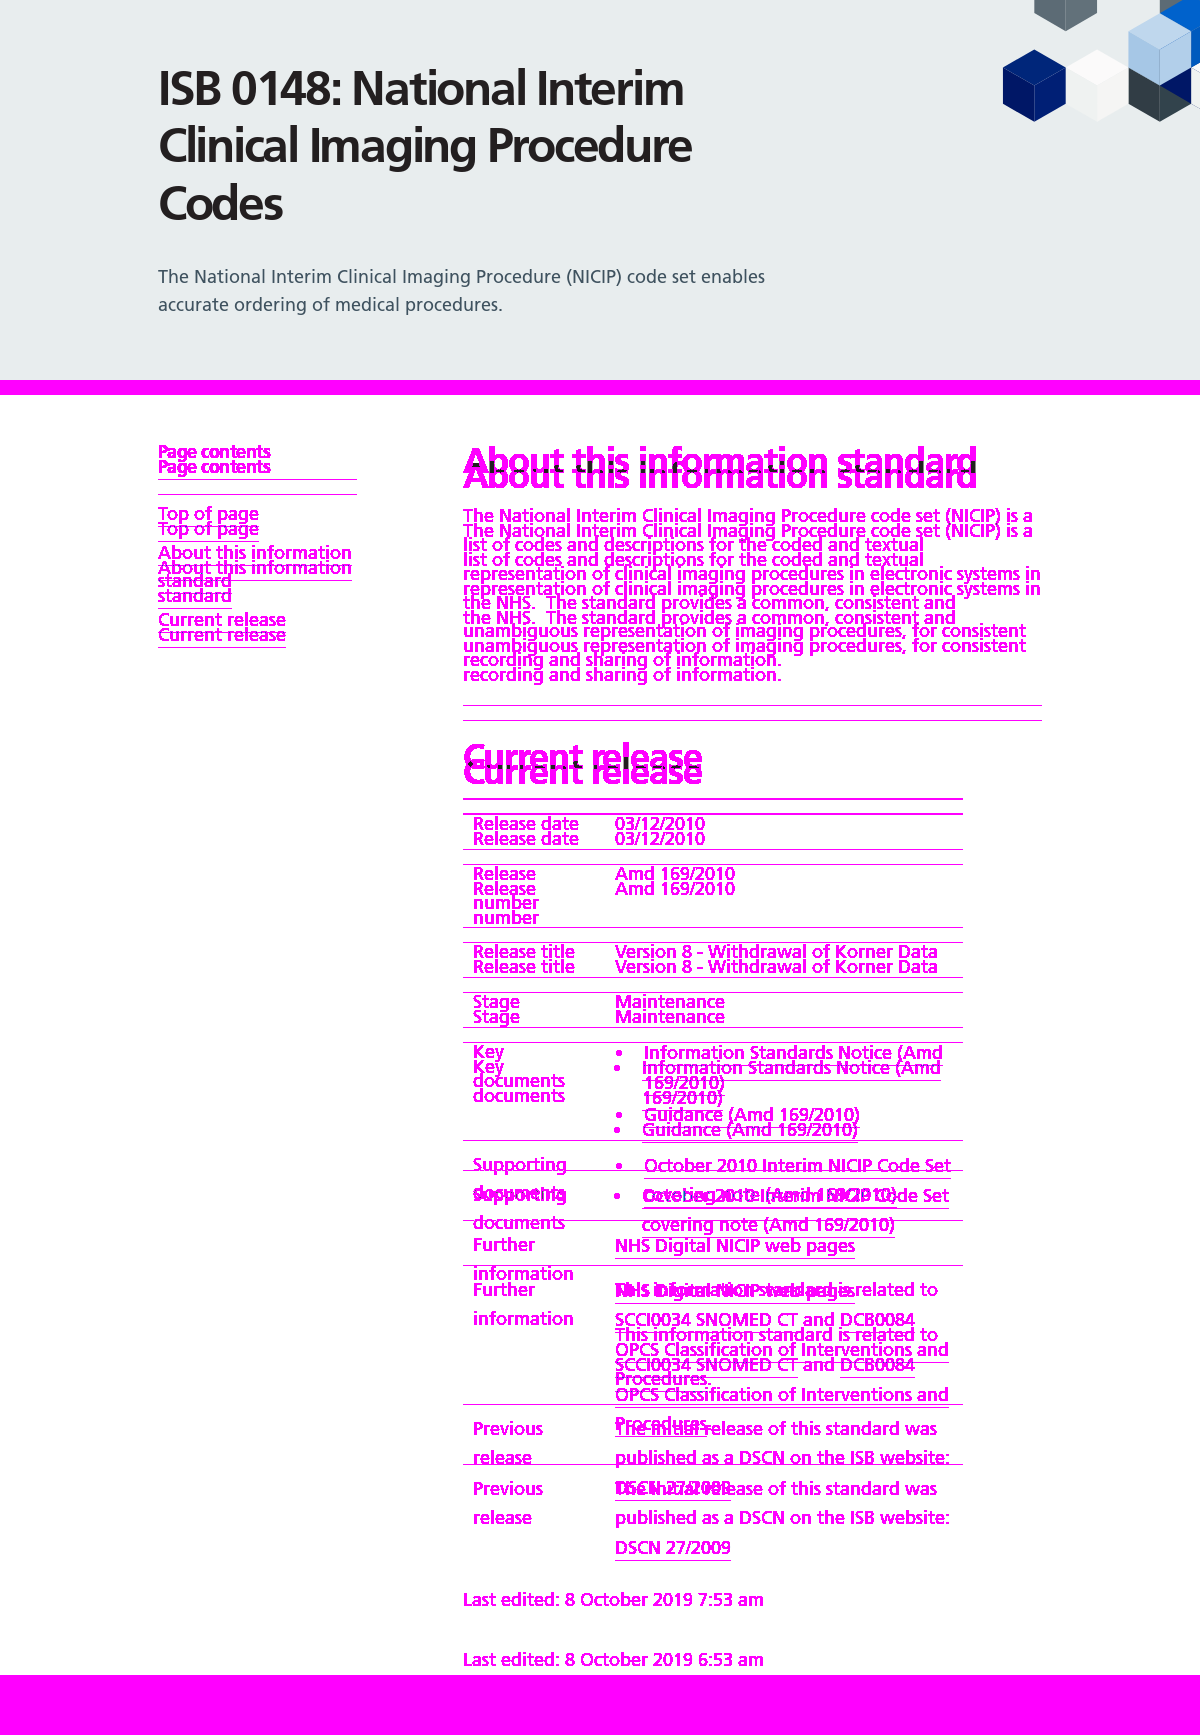 ISB 0148: National Interim
Clinical Imaging Procedure
Codes
The National Interim Clinical Imaging Procedure (NICIP) code set enables
accurate ordering of medical procedures.
Page contents
Page contents
Top of page
Top of page
About this information
About this information
standard
standard
Current release
Current release
About this information standard
About this information standard
The National Interim Clinical Imaging Procedure code set (NICIP) is a
The National Interim Clinical Imaging Procedure code set (NICIP) is a
list of codes and descriptions for the coded and textual
list of codes and descriptions for the coded and textual
representation of clinical imaging procedures in electronic systems in
representation of clinical imaging procedures in electronic systems in
the NHS.  The standard provides a common, consistent and
the NHS.  The standard provides a common, consistent and
unambiguous representation of imaging procedures, for consistent
unambiguous representation of imaging procedures, for consistent
recording and sharing of information.
recording and sharing of information.
Current release
Current release
Release date 03/12/2010
Release date 03/12/2010
Release Amd 169/2010
Release Amd 169/2010
number
number
Release title Version 8 - Withdrawal of Korner Data
Release title Version 8 - Withdrawal of Korner Data
Stage Maintenance
Stage Maintenance
Key • Information Standards Notice (Amd
Key • Information Standards Notice (Amd
documents 169/2010)
documents 169/2010)
• Guidance (Amd 169/2010)
• Guidance (Amd 169/2010)
Supporting • October 2010 Interim NICIP Code Set
documents covering note (Amd 169/2010)
Supporting • October 2010 Interim NICIP Code Set
documents covering note (Amd 169/2010)
Further NHS Digital NICIP web pages
information
Further NHS Digital NICIP web pages
This information standard is related to
information SCCI0034 SNOMED CT and DCB0084
This information standard is related to
OPCS Classification of Interventions and
SCCI0034 SNOMED CT and DCB0084
Procedures.
OPCS Classification of Interventions and
Procedures.
Previous The initial release of this standard was
release published as a DSCN on the ISB website:
DSCN 27/2009
Previous The initial release of this standard was
release published as a DSCN on the ISB website:
DSCN 27/2009
Last edited: 8 October 2019 7:53 am
Last edited: 8 October 2019 6:53 am